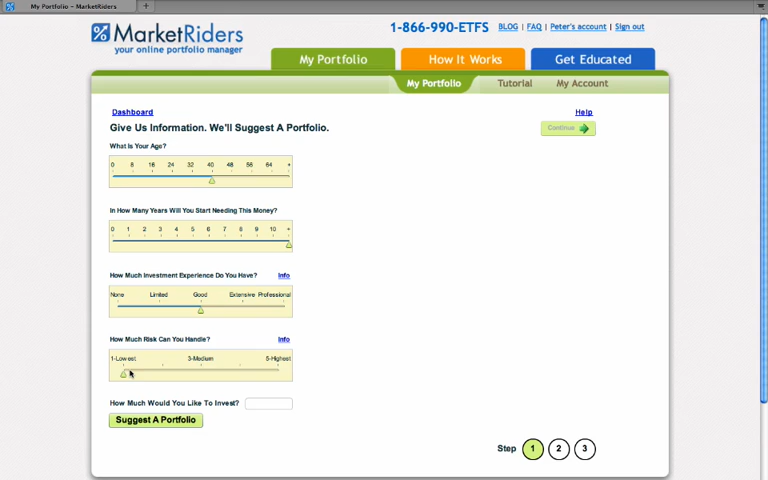 My Portfolio – MarketRiders
+
MarketRiders
your online portfolio manager
1-866-990-ETFS BLOG | FAQ | Peter's account | Sign out
My Portfolio How It Works Get Educated
My Portfolio Tutorial My Account
Dashboard Help
Give Us Information. We'll Suggest A Portfolio.
Continue
What Is Your Age?
0 8 16 24 32 40 48 56 64 +
In How Many Years Will You Start Needing This Money?
0 1 2 3 4 5 6 7 8 9 10 +
How Much Investment Experience Do You Have? Info
None Limited Good Extensive Professional
How Much Risk Can You Handle? Info
1-Lowest 3-Medium 5-Highest
How Much Would You Like To Invest?
Suggest A Portfolio
Step 1 2 3